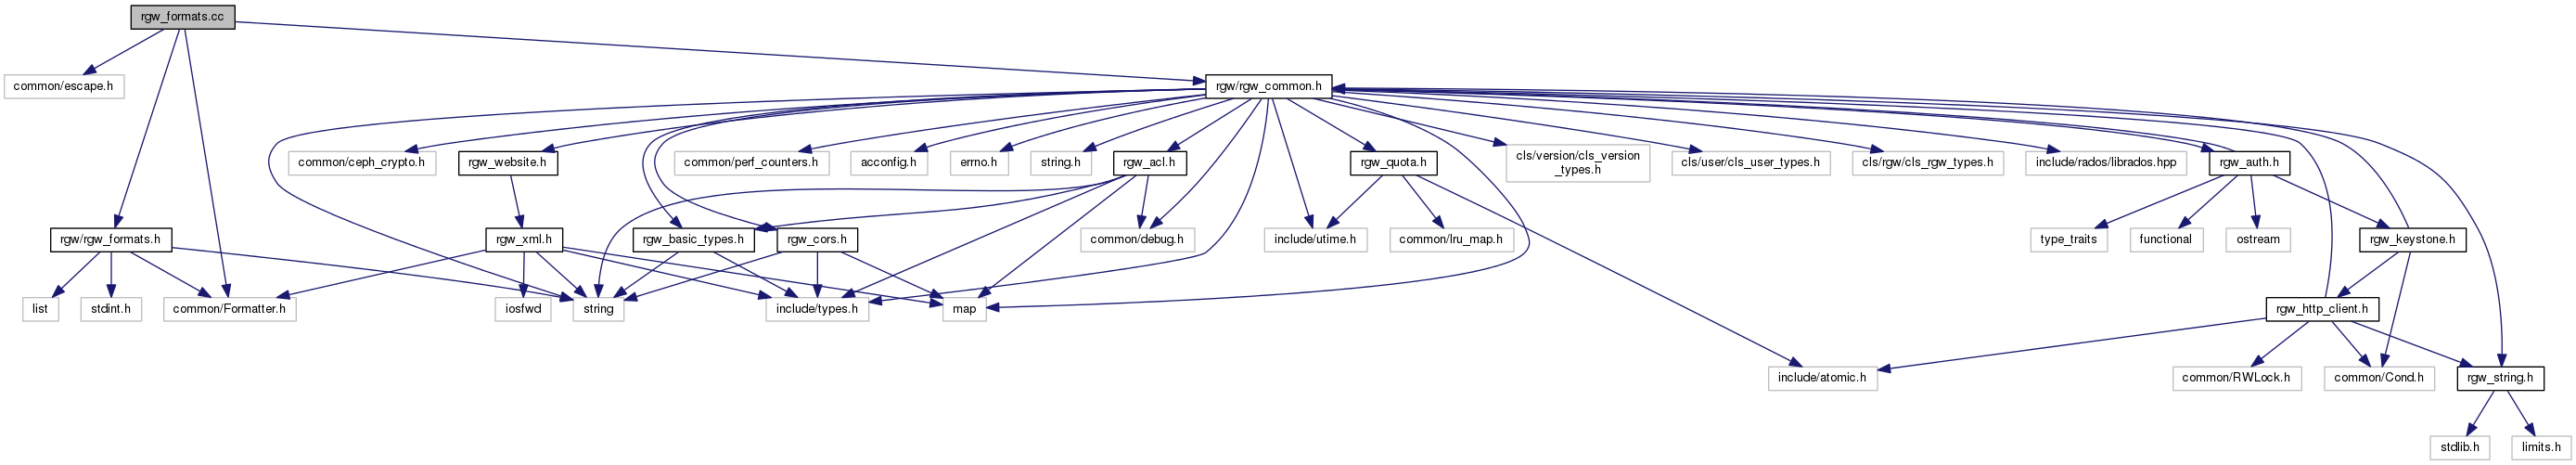 rgw_formats.cc
common/escape.h
rgw/rgw_common.h
common/ceph_crypto.h
rgw_website.h
common/perf_counters.h
acconfig.h
errno.h
string.h
rgw_acl.h
rgw_quota.h
cls/version/cls_version
_types.h
cls/user/cls_user_types.h
cls/rgw/cls_rgw_types.h
include/rados/librados.hpp
rgw_auth.h
rgw/rgw_formats.h
rgw_xml.h
rgw_basic_types.h
rgw_cors.h
common/debug.h
include/utime.h
common/lru_map.h
type_traits
functional
ostream
rgw_keystone.h
list
stdint.h
common/Formatter.h
iosfwd
string
include/types.h
map
rgw_http_client.h
include/atomic.h
common/RWLock.h
common/Cond.h
rgw_string.h
stdlib.h
limits.h